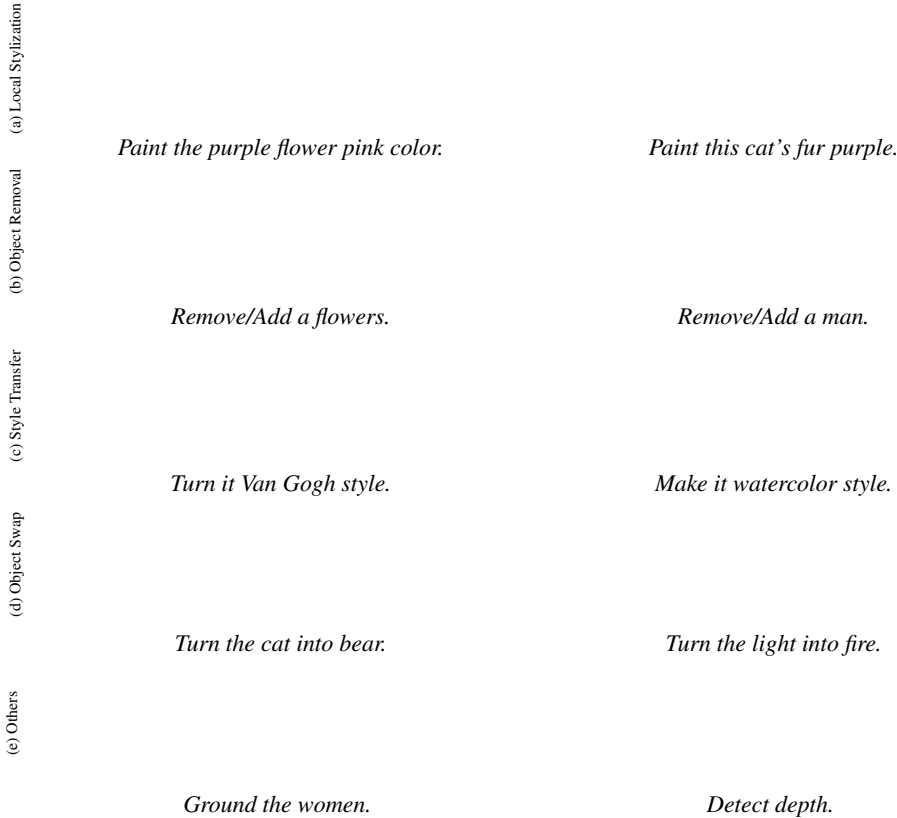 (a) Local Stylization
Paint the purple flower pink color.
Paint this cat's fur purple.
(b) Object Removal
Remove/Add a flowers.
Remove/Add a man.
(c) Style Transfer
Turn it Van Gogh style.
Make it watercolor style.
(d) Object Swap
Turn the cat into bear.
Turn the light into fire.
(e) Others
Ground the women.
Detect depth.